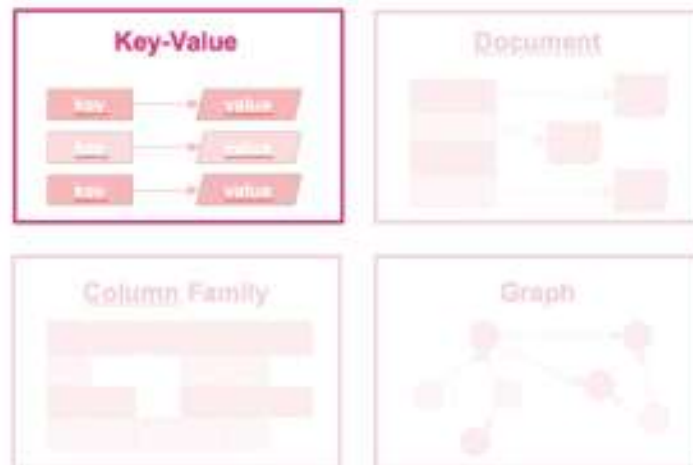 Key-Value
key value
key value
key value
Document
Column Family
Graph